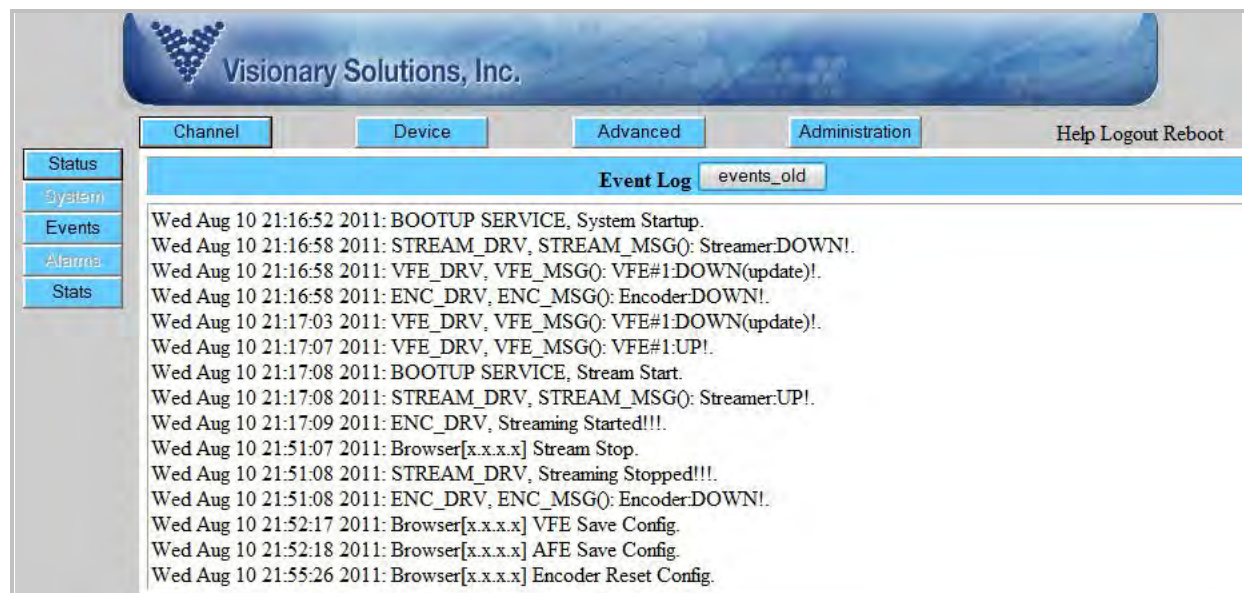 Visionary Solutions, Inc.
Channel Device Advanced Administration Help Logout Reboot
Status
System
Events
Alarms
Stats
Event Log events_old
Wed Aug 10 21:16:52 2011: BOOTUP SERVICE, System Startup.
Wed Aug 10 21:16:58 2011: STREAM_DRV, STREAM_MSG(): Streamer:DOWN!.
Wed Aug 10 21:16:58 2011: VFE_DRV, VFE_MSG(): VFE#1:DOWN(update)!.
Wed Aug 10 21:16:58 2011: ENC_DRV, ENC_MSG(): Encoder:DOWN!.
Wed Aug 10 21:17:03 2011: VFE_DRV, VFE_MSG(): VFE#1:DOWN(update)!.
Wed Aug 10 21:17:07 2011: VFE_DRV, VFE_MSG(): VFE#1:UP!.
Wed Aug 10 21:17:08 2011: BOOTUP SERVICE, Stream Start.
Wed Aug 10 21:17:08 2011: STREAM_DRV, STREAM_MSG(): Streamer:UP!.
Wed Aug 10 21:17:09 2011: ENC_DRV, Streaming Started!!!.
Wed Aug 10 21:51:07 2011: Browser[x.x.x.x] Stream Stop.
Wed Aug 10 21:51:08 2011: STREAM_DRV, Streaming Stopped!!!.
Wed Aug 10 21:51:08 2011: ENC_DRV, ENC_MSG(): Encoder:DOWN!.
Wed Aug 10 21:52:17 2011: Browser[x.x.x.x] VFE Save Config.
Wed Aug 10 21:52:18 2011: Browser[x.x.x.x] AFE Save Config.
Wed Aug 10 21:55:26 2011: Browser[x.x.x.x] Encoder Reset Config.